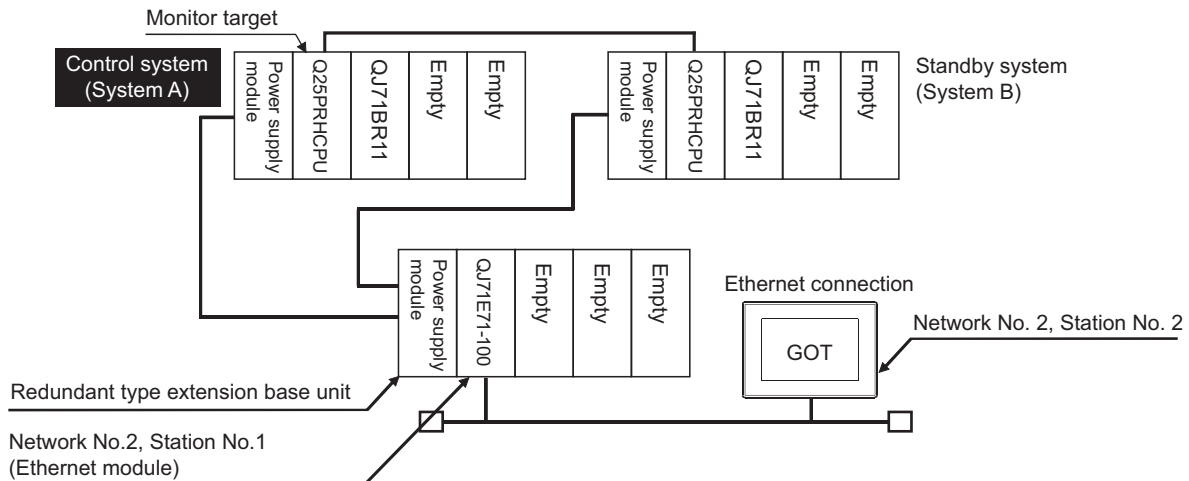 Monitor target
Control system
(System A)
Power supply
module
Q25PRHCPU
QJ71BR11
Empty
Empty
Power supply
module
Q25PRHCPU
QJ71BR11
Empty
Empty
Standby system
(System B)
Power supply
module
QJ71E71-100
Empty
Empty
Empty
Ethernet connection
GOT
Network No. 2, Station No. 2
Redundant type extension base unit
Network No.2, Station No.1
(Ethernet module)